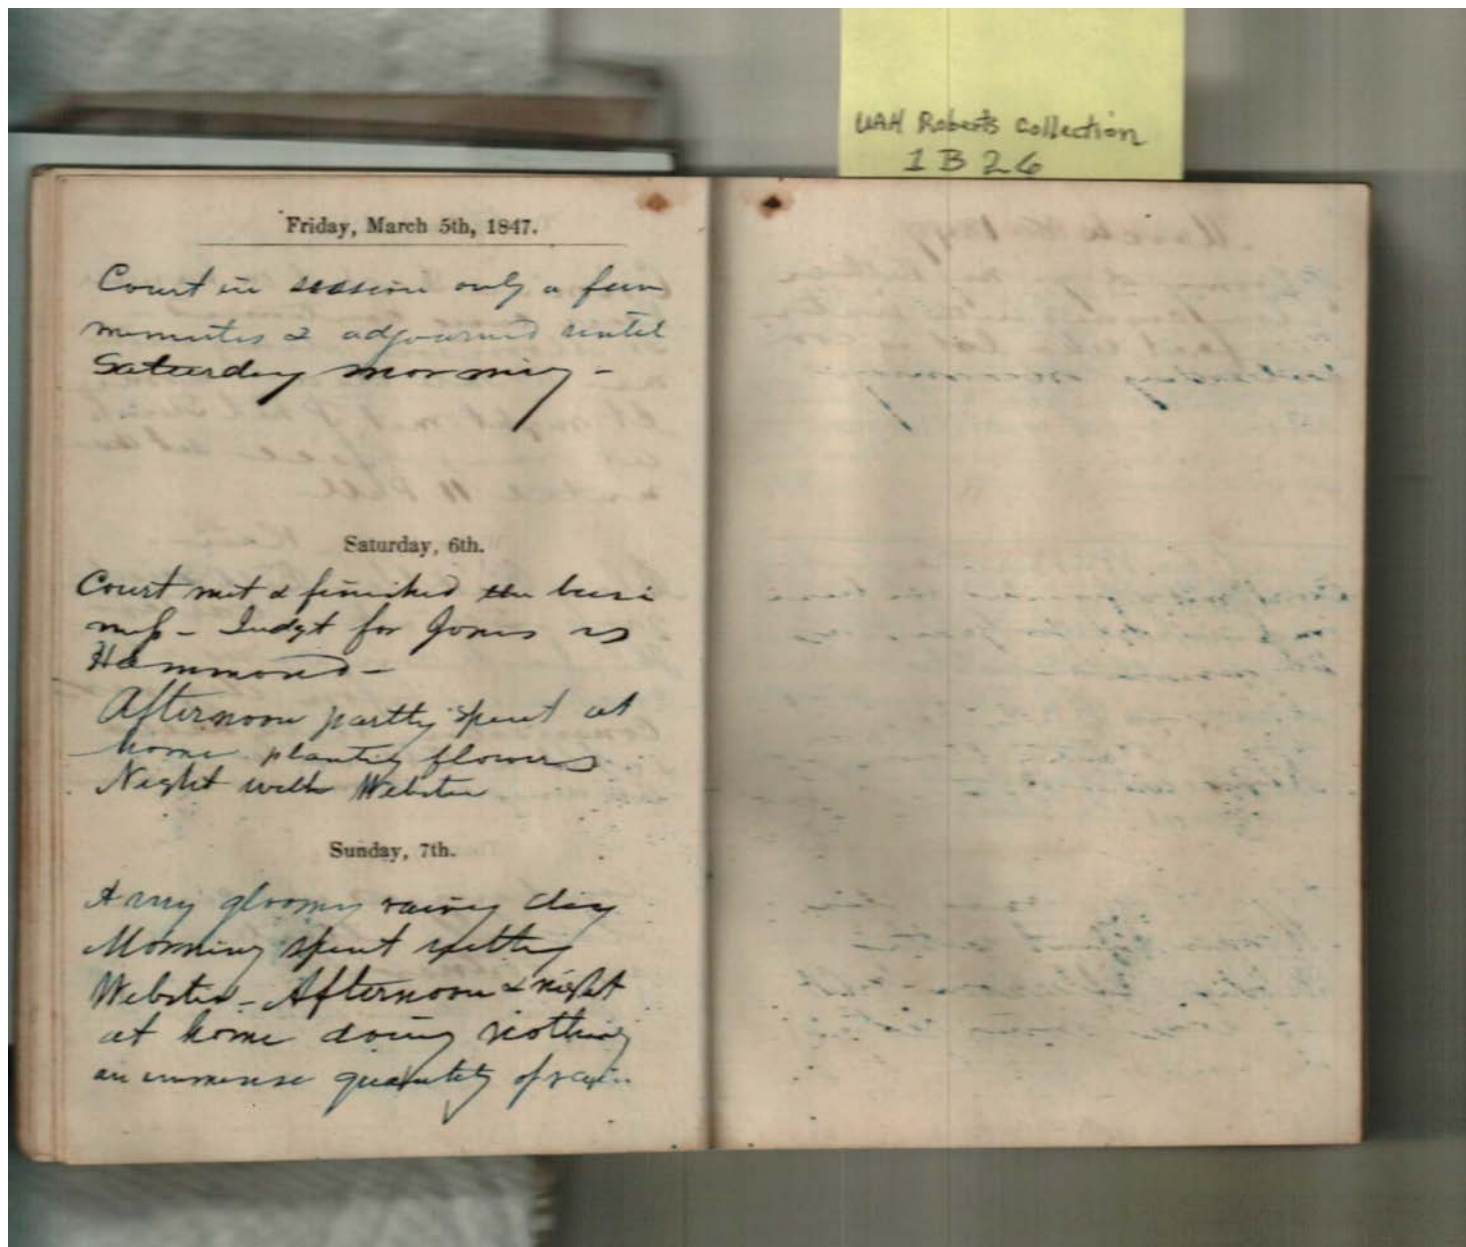 UAH Roberts Collection
1 B 26
Friday, March 5th, 1847.
Court in session only a few
minutes & adjourned until
Saturday morning -
Saturday, 6th.
Court met & finished the busi
ness - Judgt for Jones vs
Hammond -
Afternoon partly spent at
home planting flowers
Night with Webster
Sunday, 7th.
A very gloomy rainy day
Morning spent with
Webster - Afternoon & night
at home doing nothing
an immense quantity of rain.